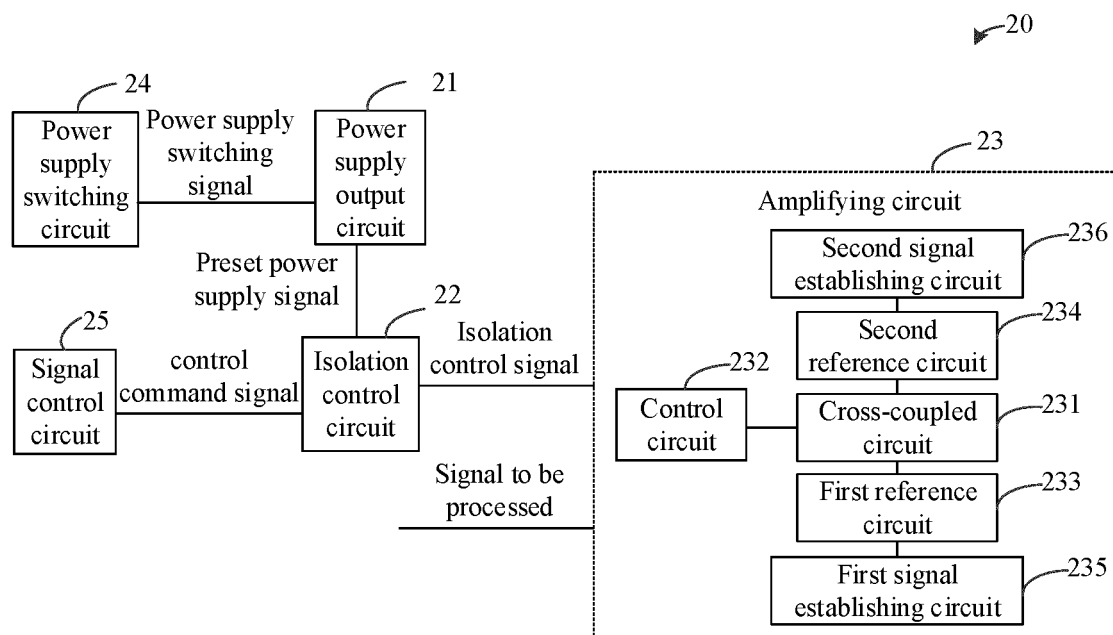 20
24
21
Power
supply
switching
circuit
Power supply
switching
signal
Power
supply
output
circuit
23
Amplifying circuit
236
Second signal
establishing circuit
Preset power
supply signal
22
25
Signal
control
circuit
control
command signal
Isolation
control
circuit
Isolation
control signal
234
Second
reference circuit
232
Control
circuit
231
Cross-coupled
circuit
Signal to be
processed
233
First reference
circuit
235
First signal
establishing circuit